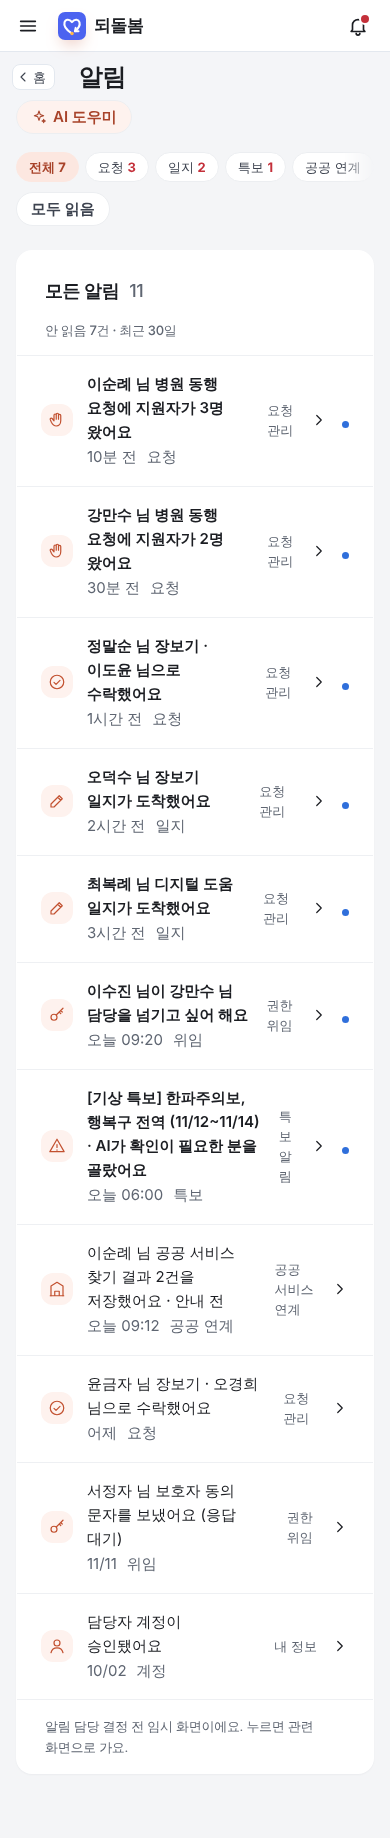 되돌봄
홈
알림
AI 도우미
전체 7
요청 3
일지 2
특보 1
공공 연계
모두 읽음
모든 알림 11
안 읽음 7건 · 최근 30일
이순례 님 병원 동행
요청에 지원자가 3명
왔어요
10분 전 요청
요청
관리
강만수 님 병원 동행
요청에 지원자가 2명
왔어요
30분 전 요청
요청
관리
정말순 님 장보기 ·
이도윤 님으로
수락했어요
1시간 전 요청
요청
관리
오덕수 님 장보기
일지가 도착했어요
2시간 전 일지
요청
관리
최복례 님 디지털 도움
일지가 도착했어요
3시간 전 일지
요청
관리
이수진 님이 강만수 님
담당을 넘기고 싶어 해요
오늘 09:20 위임
권한
위임
[기상 특보] 한파주의보,
행복구 전역 (11/12~11/14)
· AI가 확인이 필요한 분을
골랐어요
오늘 06:00 특보
특
보
알
림
이순례 님 공공 서비스
찾기 결과 2건을
저장했어요 · 안내 전
오늘 09:12 공공 연계
공공
서비스
연계
윤금자 님 장보기 · 오경희
님으로 수락했어요
어제 요청
요청
관리
서정자 님 보호자 동의
문자를 보냈어요 (응답
대기)
11/11 위임
권한
위임
담당자 계정이
승인됐어요
10/02 계정
내 정보
알림 담당 결정 전 임시 화면이에요. 누르면 관련
화면으로 가요.